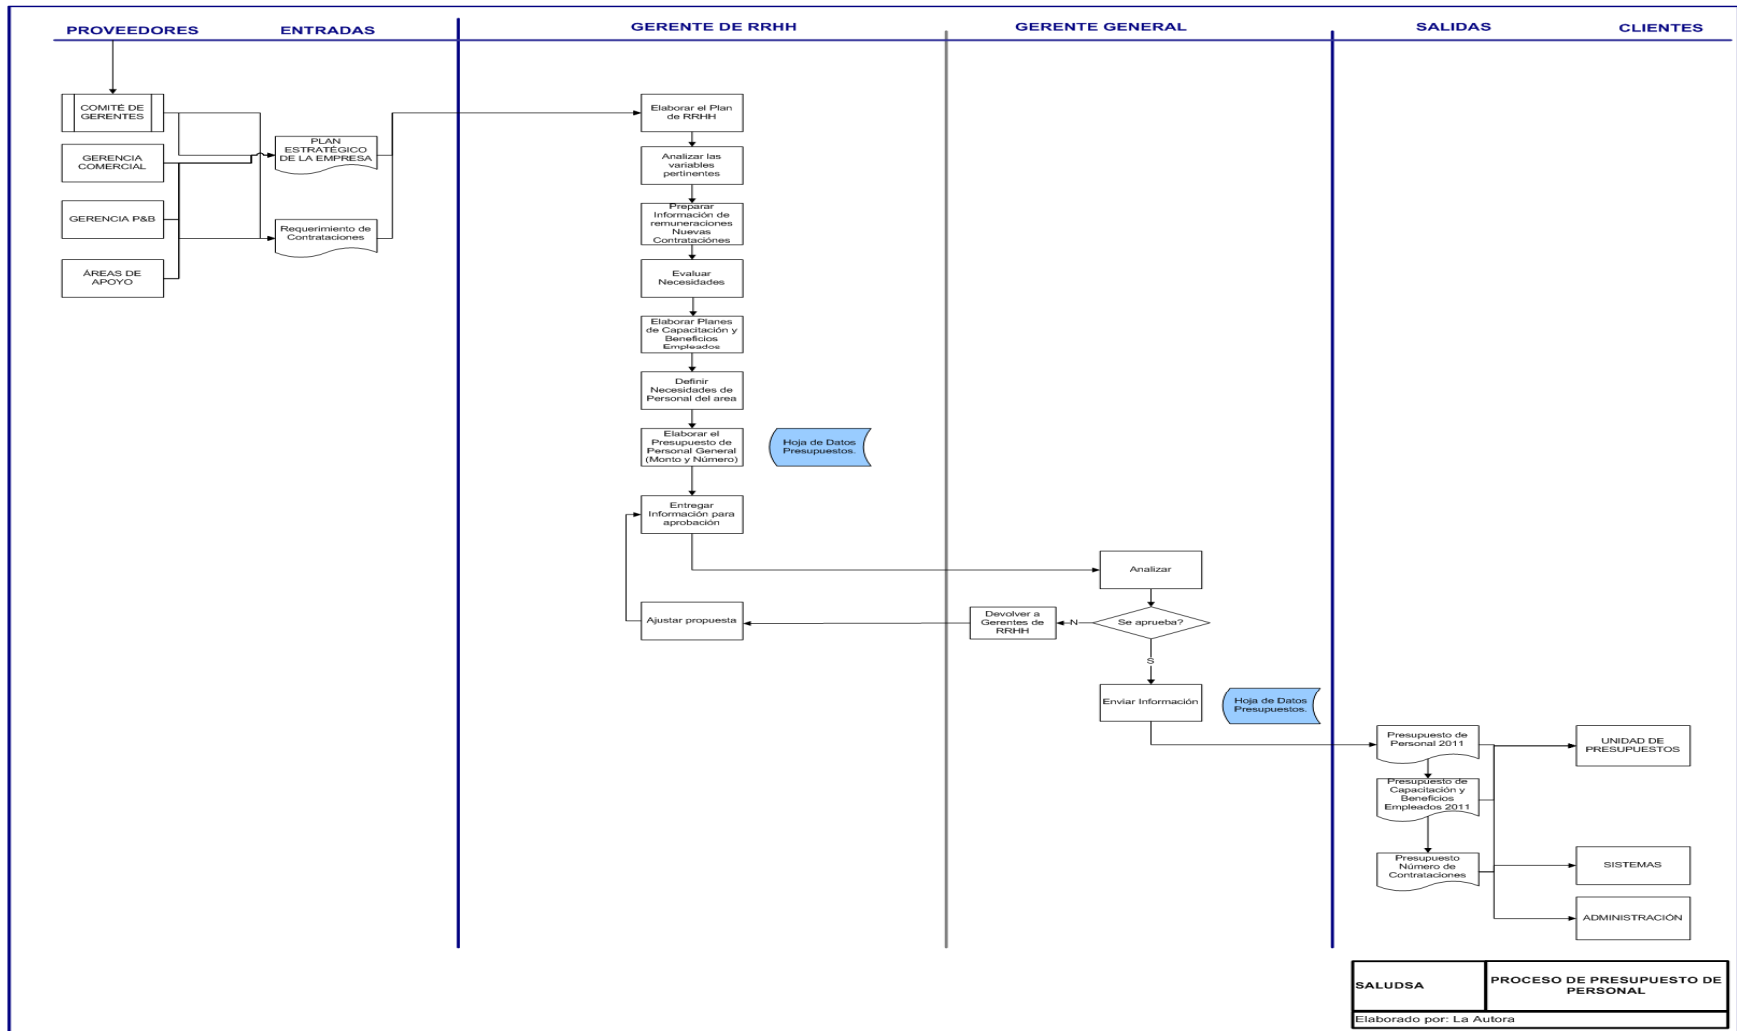 PROVEEDORES
ENTRADAS
GERENTE DE RRHH
GERENTE GENERAL
SALIDAS
CLIENTES
COMITÉ DE
GERENTES
GERENCIA
COMERCIAL
GERENCIA P&B
ÁREAS DE
APOYO
PLAN
ESTRATÉGICO
DE LA EMPRESA
Requerimiento de
Contrataciones
Elaborar el Plan
de RRHH
Analizar las
variables
pertinentes
Preparar
Información de
remuneraciones
Nuevas
Contrataciónes
Evaluar
Necesidades
Elaborar Planes
de Capacitación y
Beneficios
Empleados
Definir
Necesidades de
Personal del area
Elaborar el
Presupuesto de
Personal General
(Monto y Número)
Hoja de Datos
Presupuestos.
Entregar
Información para
aprobación
Ajustar propuesta
Analizar
Se aprueba?
N
Devolver a
Gerentes de
RRHH
S
Enviar Información
Hoja de Datos
Presupuestos.
Presupuesto de
Personal 2011
Presupuesto de
Capacitación y
Beneficios
Empleados 2011
Presupuesto
Número de
Contrataciones
UNIDAD DE
PRESUPUESTOS
SISTEMAS
ADMINISTRACIÓN
SALUDSA
PROCESO DE PRESUPUESTO DE
PERSONAL
Elaborado por: La Autora